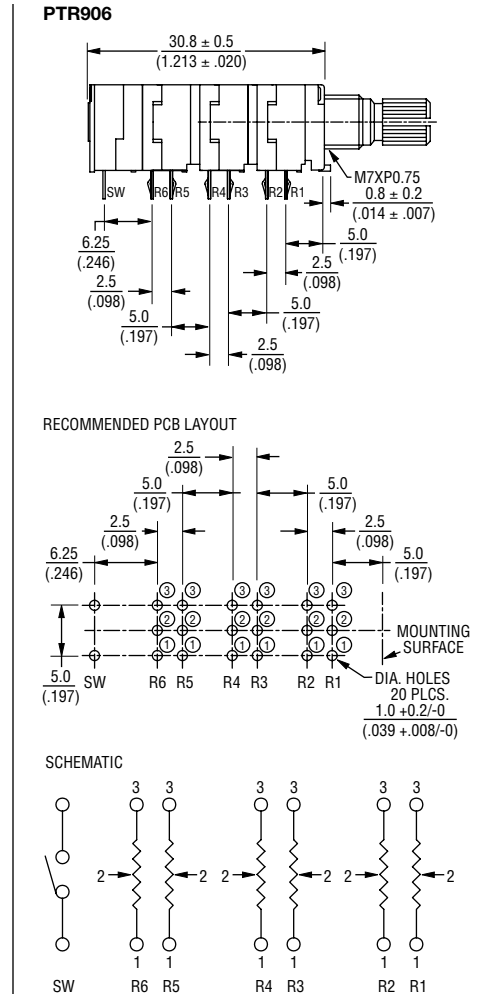 PTR906
30.8 ± 0.5
(1.213 ± .020)
M7XP0.75
SW R6 R5 R4 R3 R2 R1
0.8 ± 0.2
(.014 ± .007)
6.25
(.246)
5.0
(.197)
2.5
(.098)
2.5
(.098)
5.0
(.197)
5.0
(.197)
2.5
(.098)
RECOMMENDED PCB LAYOUT
2.5
(.098)
5.0
(.197)
5.0
(.197)
2.5
(.098)
2.5
(.098)
6.25
(.246)
5.0
(.197)
3 3 3 3 3 3
2 2 2 2 2 2
1 1 1 1 1 1
MOUNTING
SURFACE
5.0
(.197)
SW R6 R5 R4 R3 R2 R1
DIA. HOLES
20 PLCS.
1.0 +0.2/-0
(.039 +.008/-0)
SCHEMATIC
3 3 3 3 3 3
2 2 2 2 2 2
1 1 1 1 1 1
SW R6 R5 R4 R3 R2 R1